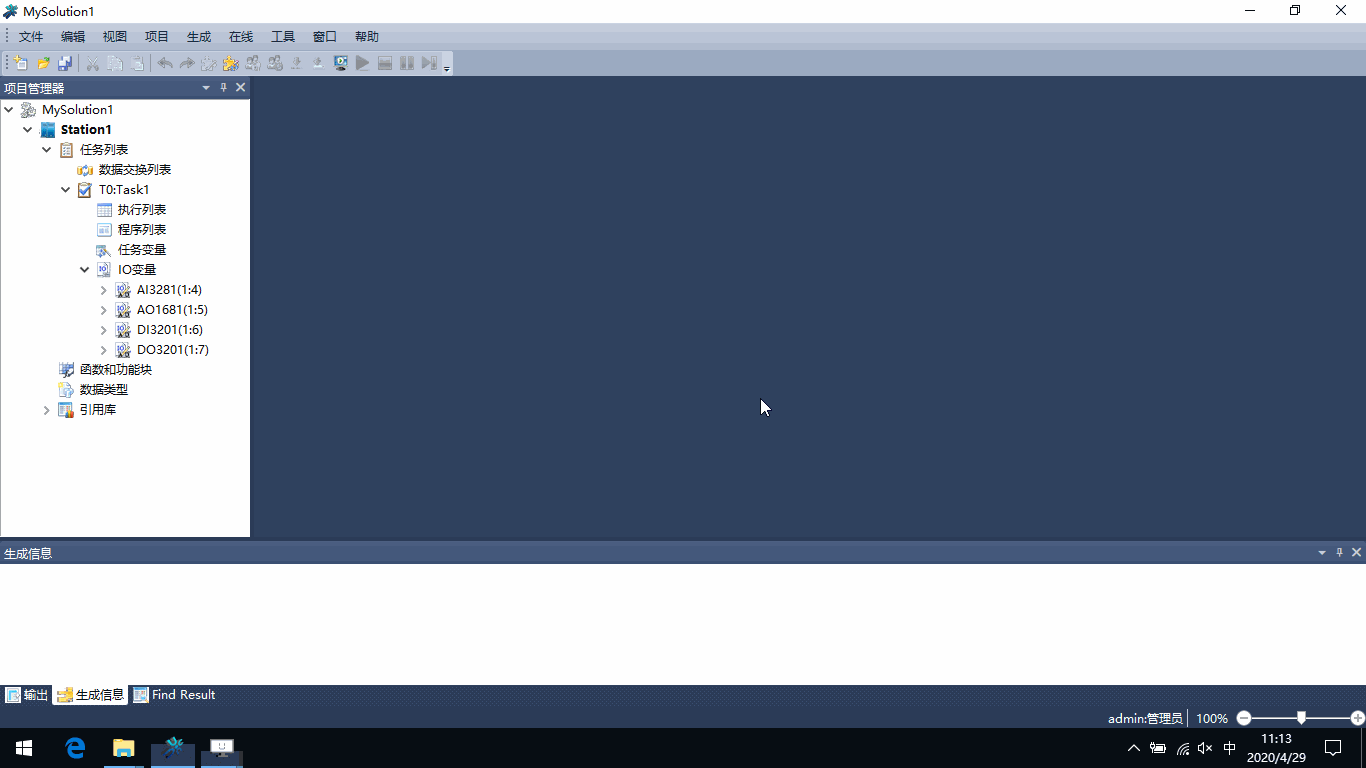 MySolution1
文件 编辑 视图 项目 生成 在线 工具 窗口 帮助
项目管理器
MySolution1
Station1
任务列表
数据交换列表
T0:Task1
执行列表
程序列表
任务变量
IO变量
AI3281(1:4)
AO1681(1:5)
DI3201(1:6)
DO3201(1:7)
函数和功能块
数据类型
引用库
生成信息
输出 生成信息 Find Result
admin:管理员 100%
中
11:13
2020/4/29